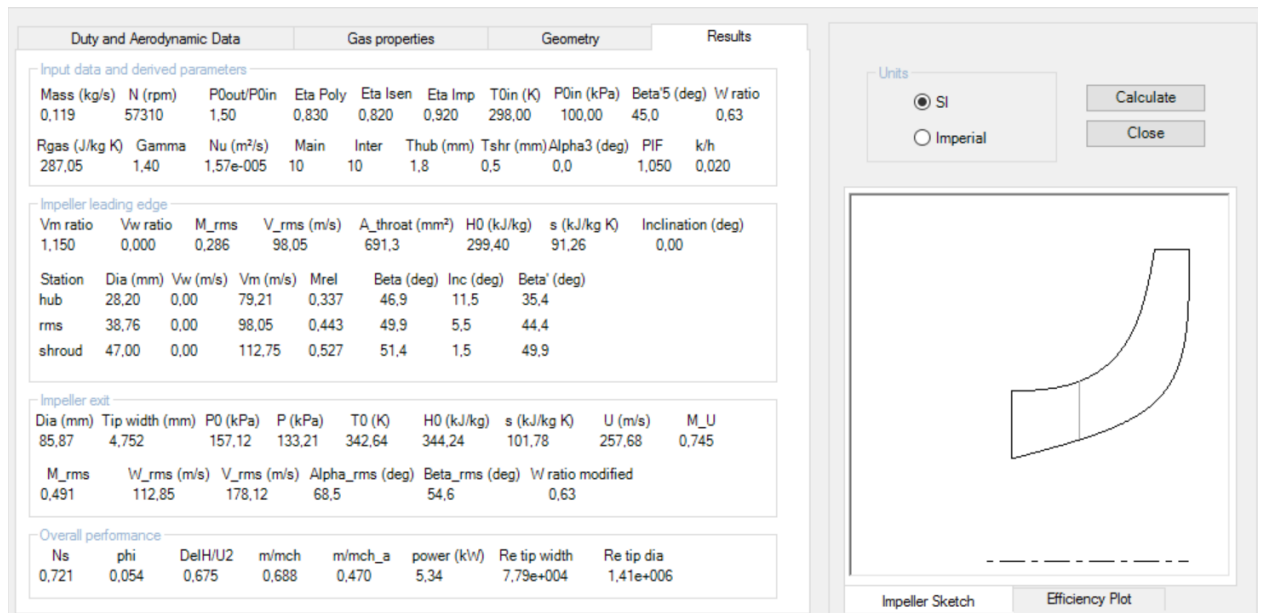 Duty and Aerodynamic Data Gas properties Geometry Results
Input data and derived parameters
Mass (kg/s) N (rpm) P0out/P0in Eta Poly Eta Isen Eta Imp T0in (K) P0in (kPa) Beta'5 (deg) W ratio
0,119 57310 1,50 0,830 0,820 0,920 298,00 100,00 45,0 0,63
Rgas (J/kg K) Gamma Nu (m²/s) Main Inter Thub (mm) Tshr (mm) Alpha3 (deg) PIF k/h
287,05 1,40 1,57e-005 10 10 1,8 0,5 0,0 1,050 0,020
Impeller leading edge
Vm ratio Vw ratio M_rms V_rms (m/s) A_throat (mm²) H0 (kJ/kg) s (kJ/kg K) Inclination (deg)
1,150 0,000 0,286 98,05 691,3 299,40 91,26 0,00
Station Dia (mm) Vw (m/s) Vm (m/s) Mrel Beta (deg) Inc (deg) Beta' (deg)
hub 28,20 0,00 79,21 0,337 46,9 11,5 35,4
rms 38,76 0,00 98,05 0,443 49,9 5,5 44,4
shroud 47,00 0,00 112,75 0,527 51,4 1,5 49,9
Impeller exit
Dia (mm) Tip width (mm) P0 (kPa) P (kPa) T0 (K) H0 (kJ/kg) s (kJ/kg K) U (m/s) M_U
85,87 4,752 157,12 133,21 342,64 344,24 101,78 257,68 0,745
M_rms W_rms (m/s) V_rms (m/s) Alpha_rms (deg) Beta_rms (deg) W ratio modified
0,491 112,85 178,12 68,5 54,6 0,63
Overall performance
Ns phi DelH/U2 m/mch m/mch_a power (kW) Re tip width Re tip dia
0,721 0,054 0,675 0,688 0,470 5,34 7,79e+004 1,41e+006
Units
SI
Imperial
Calculate
Close
Impeller Sketch Efficiency Plot